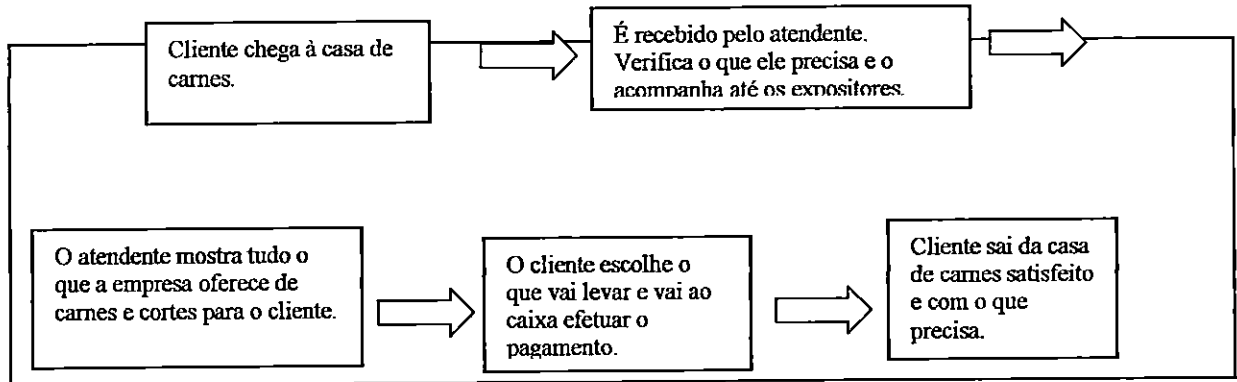 Cliente chega à casa de
carnes.
É recebido pelo atendente.
Verifica o que ele precisa e o
acompanha até os expositores.
O atendente mostra tudo o
que a empresa oferece de
carnes e cortes para o cliente.
O cliente escolhe o
que vai levar e vai ao
caixa efetuar o
pagamento.
Cliente sai da casa
de carnes satisfeito
e com o que
precisa.